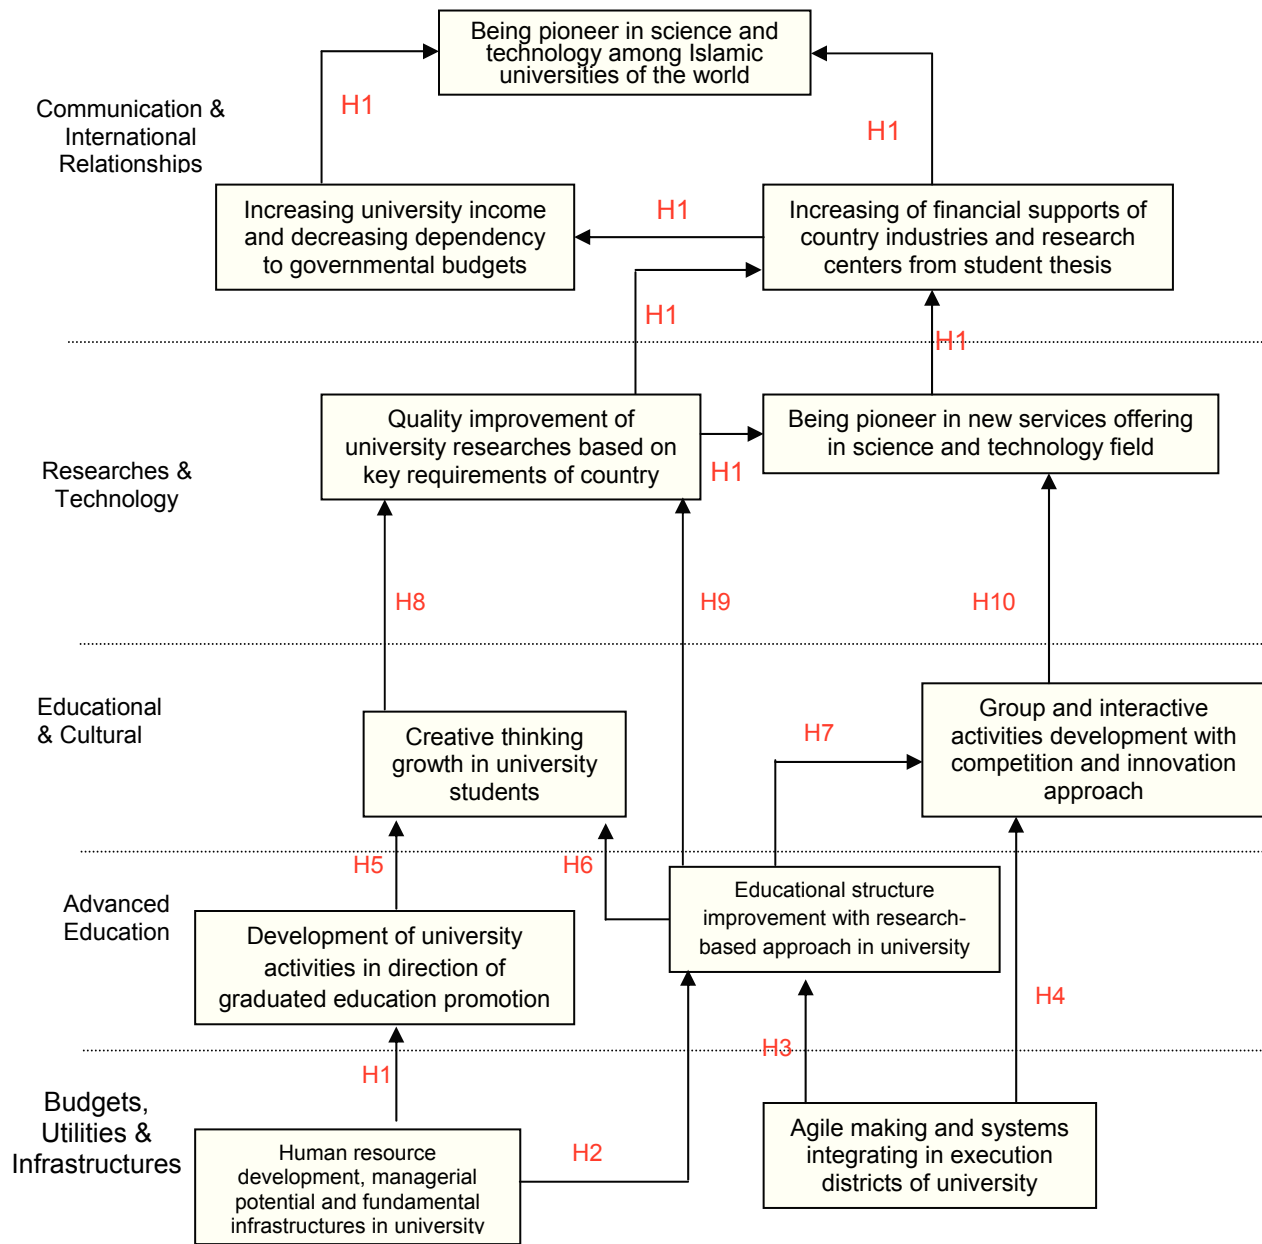 Being pioneer in science and
technology among Islamic
universities of the world
H1
H1
Communication &
International
Relationships
Increasing university income
and decreasing dependency
to governmental budgets
H1
Increasing of financial supports of
country industries and research
centers from student thesis
H1
H1
Researches &
Technology
Quality improvement of
university researches based on
key requirements of country
H1
Being pioneer in new services offering
in science and technology field
H8
H9
H10
Educational
& Cultural
Creative thinking
growth in university
students
H7
Group and interactive
activities development with
competition and innovation
approach
H5
H6
Advanced
Education
Development of university
activities in direction of
graduated education promotion
Educational structure
improvement with research-
based approach in university
H4
H3
H1
Budgets,
Utilities &
Infrastructures
Human resource
development, managerial
potential and fundamental
infrastructures in university
H2
Agile making and systems
integrating in execution
districts of university